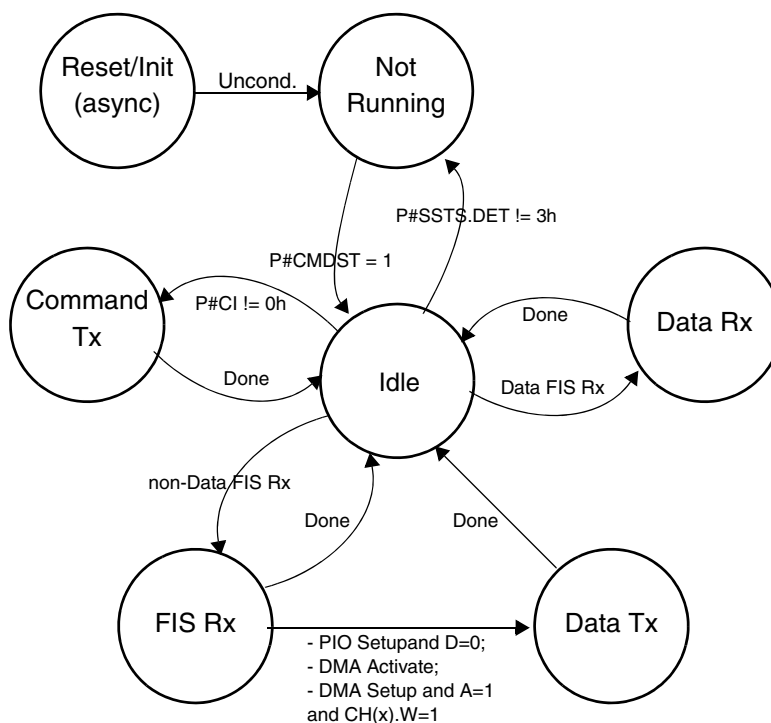 Reset/Init
(async)
Uncond.
Not
Running
P#SSTS.DET != 3h
P#CMDST = 1
Command
Tx
P#CI != 0h
Done
Idle
Done
Data Rx
Data FIS Rx
non-Data FIS Rx
Done
Done
FIS Rx
Data Tx
- PIO Setupand D=0;
- DMA Activate;
- DMA Setup and A=1
and CH(x).W=1